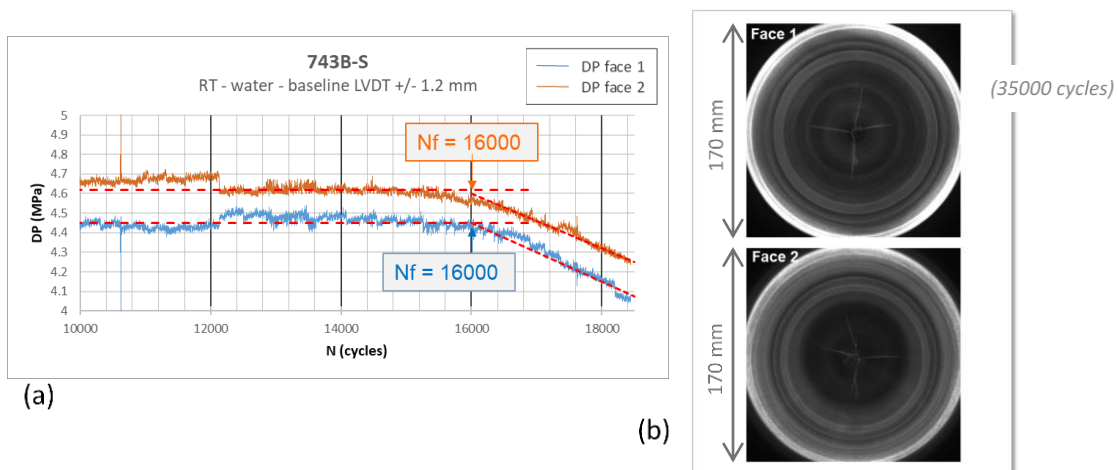 743B-S
RT - water - baseline LVDT +/- 1.2 mm
DP face 1
DP face 2
DP (MPa)
5
4.9
4.8
4.7
4.6
4.5
4.4
4.3
4.2
4.1
4
Nf = 16000
Nf = 16000
10000 12000 14000 16000 18000
N (cycles)
(a)
Face 1
170 mm
(35000 cycles)
Face 2
170 mm
(b)